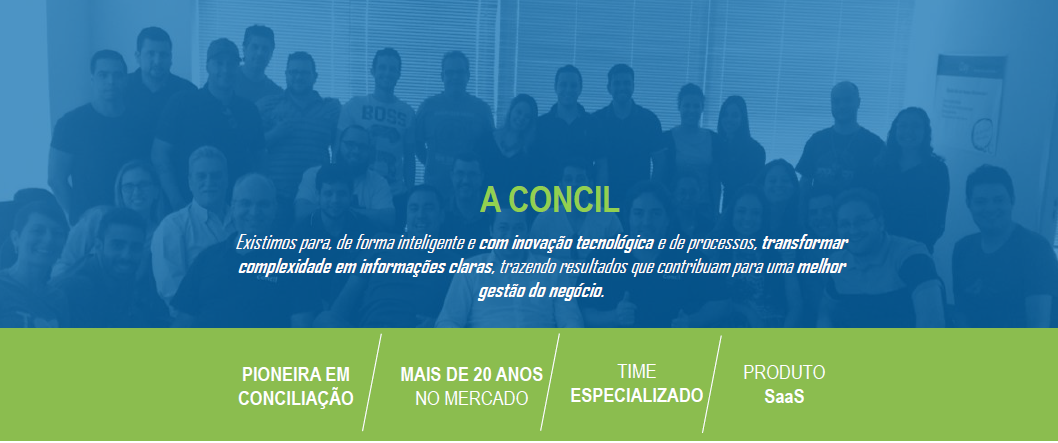 BOSS
A CONCIL
Existimos para, de forma inteligente e com inovação tecnológica e de processos, transformar
complexidade em informações claras, trazendo resultados que contribuam para uma melhor
gestão do negócio.
PIONEIRA EM
CONCILIAÇÃO
MAIS DE 20 ANOS
NO MERCADO
TIME
ESPECIALIZADO
PRODUTO
SaaS